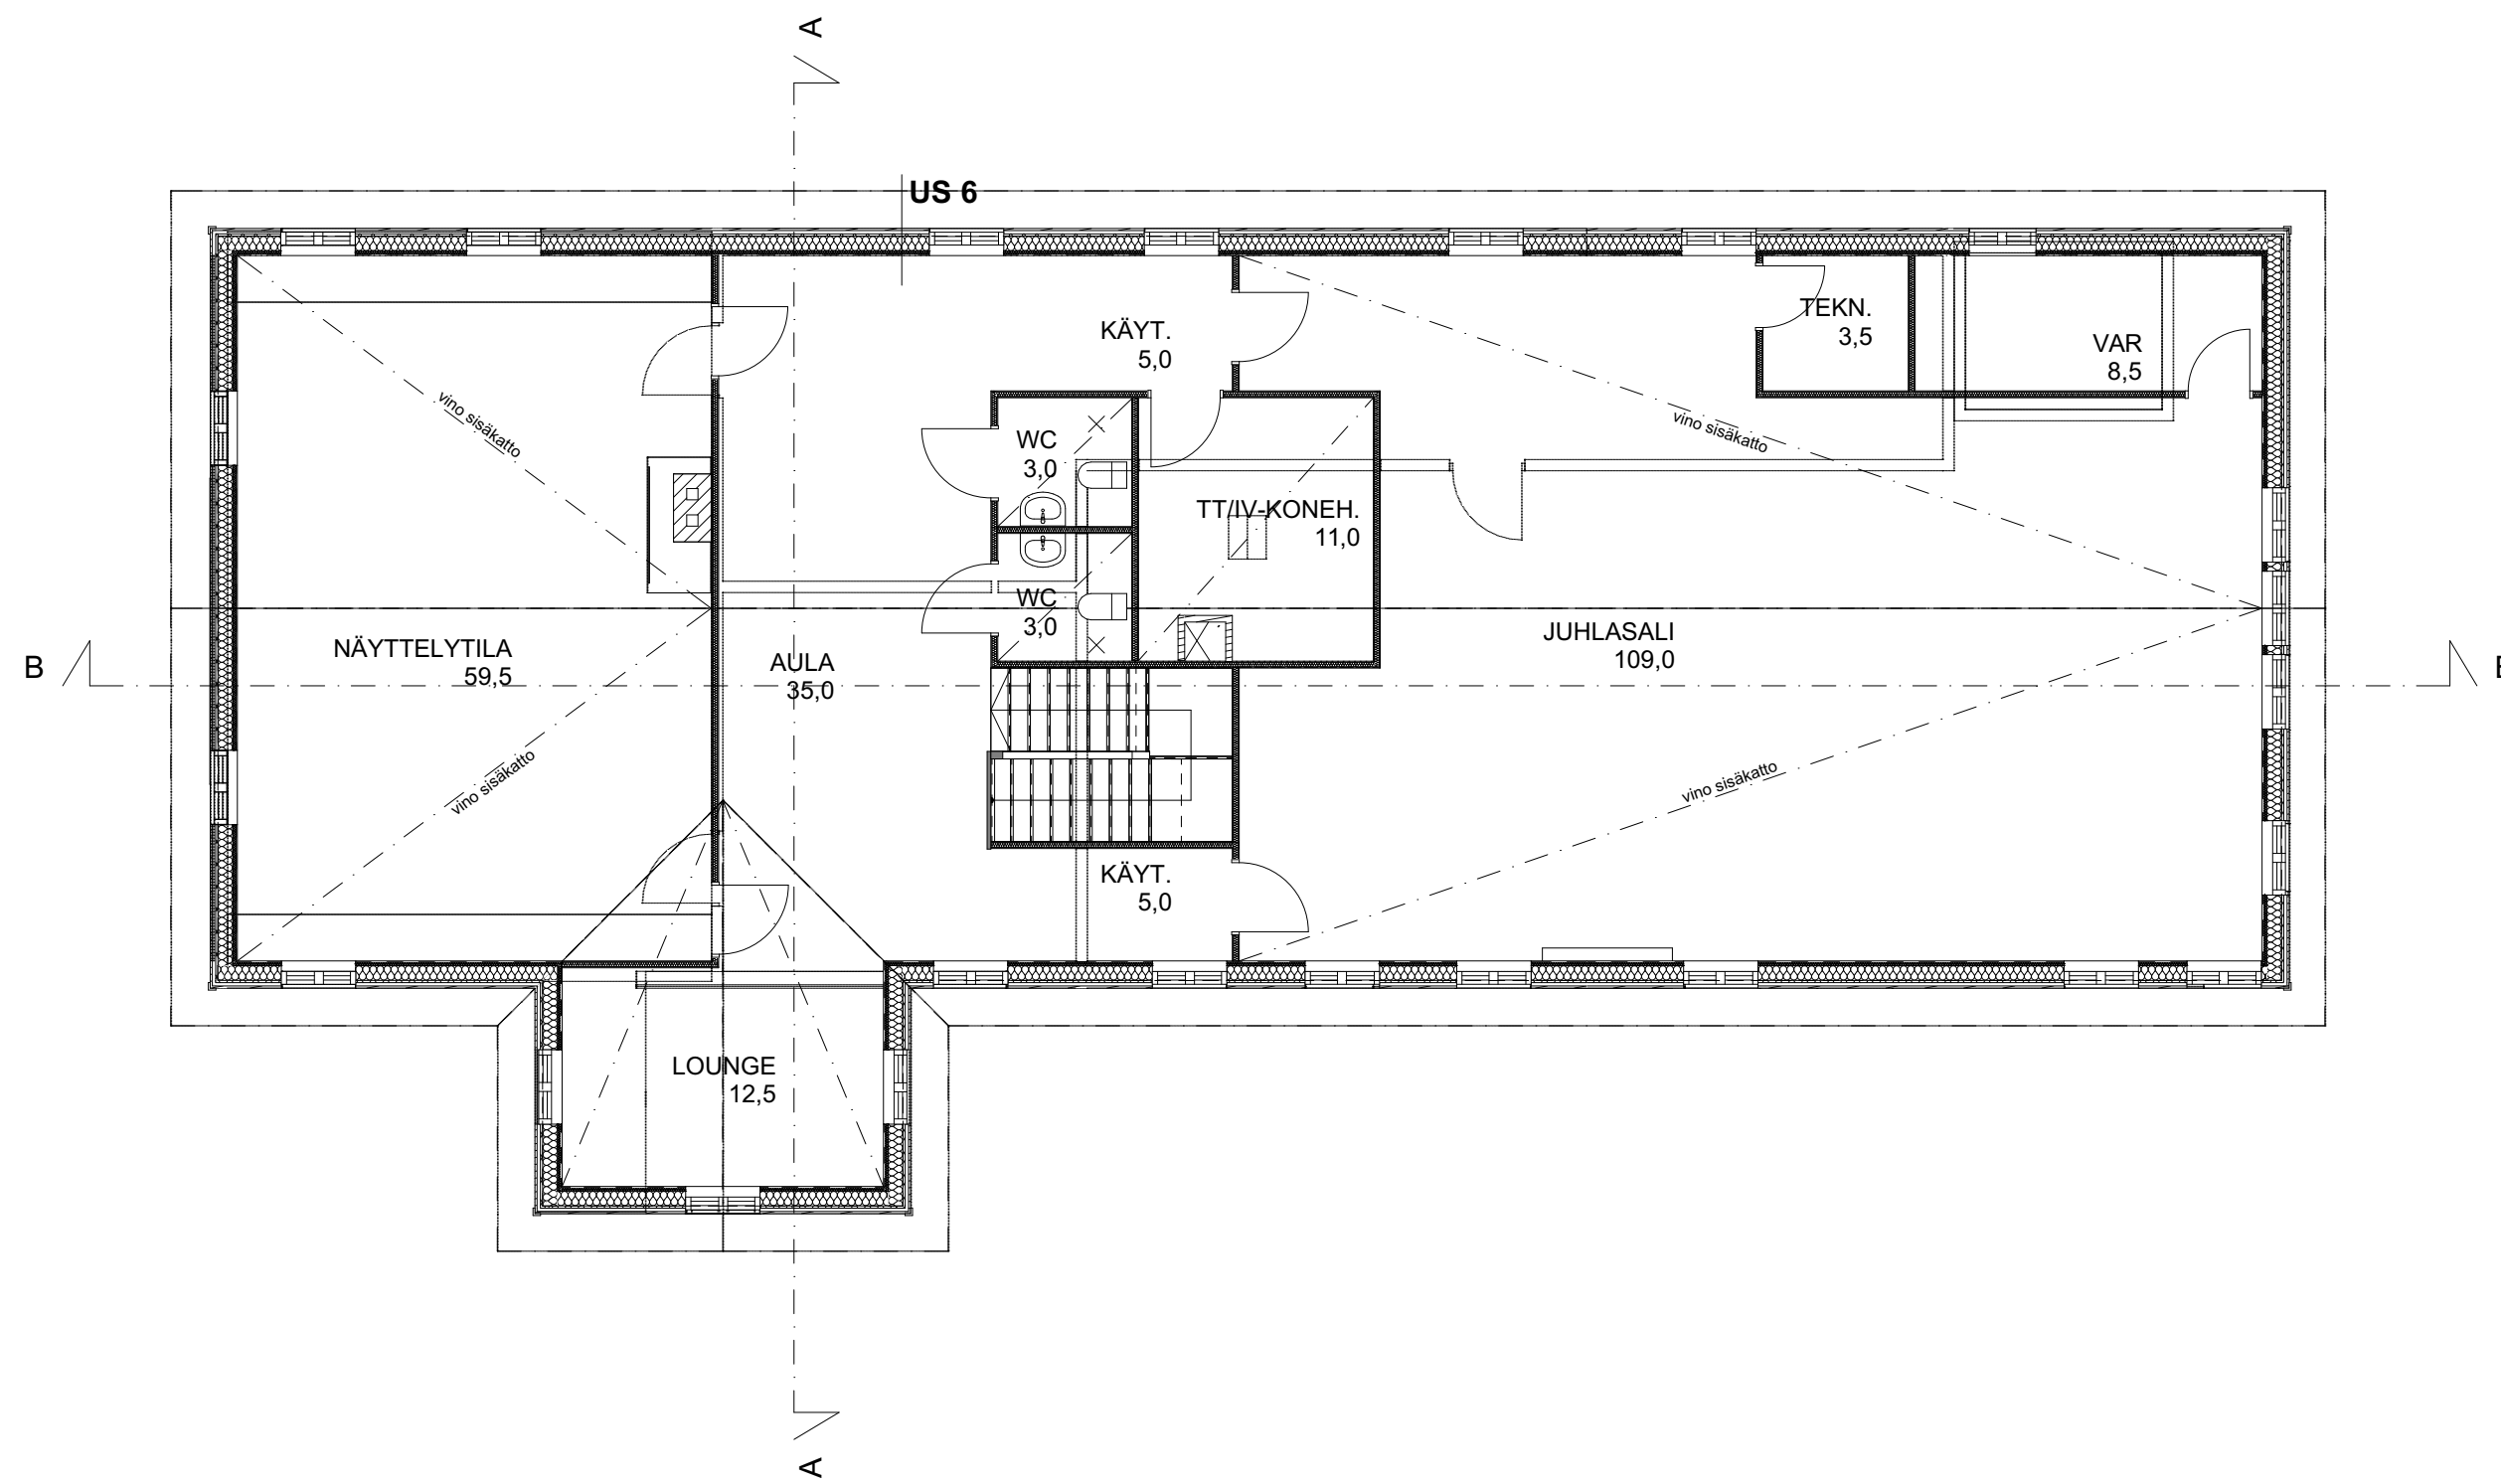 A
US 6
KÄYT.
5,0
TEKN.
3,5
VAR
8,5
vino sisäkatto
vino sisäkatto
WC
3,0
TT/IV-KONEH.
11,0
WC
3,0
NÄYTTELYTILA
59,5
AULA
35,0
JUHLASALI
109,0
B
vino sisäkatto
vino sisäkatto
KÄYT.
5,0
LOUNGE
12,5
A